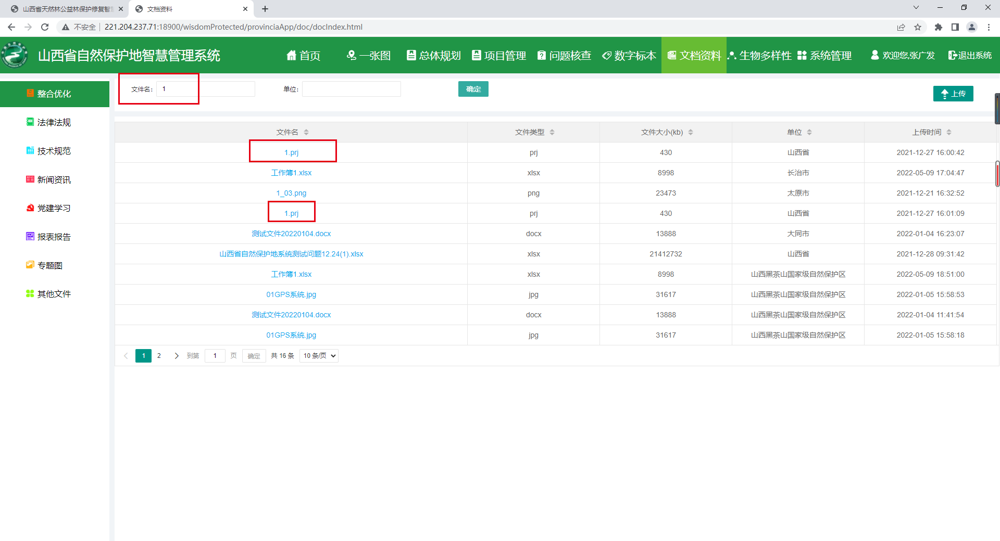 山西省天然林公益林保护修复智慧
文档资料
不安全
221.204.237.71:18900/wisdomProtected/provinciaApp/doc/docIndex.html
山西省自然保护地智慧管理系统
首页
一张图
总体规划
项目管理
问题核查
数字标本
文档资料
生物多样性
系统管理
欢迎您,张广发
退出系统
整合优化
法律法规
技术规范
新闻资讯
党建学习
报表报告
专题图
其他文件
文件名: 1
单位:
确定
上传
文件名 文件类型 文件大小(kb) 单位 上传时间
1.prj prj 430 山西省 2021-12-27 16:00:42
工作簿1.xlsx xlsx 8998 长治市 2022-05-09 17:04:47
1_03.png png 23473 太原市 2021-12-21 16:32:52
1.prj prj 430 山西省 2021-12-27 16:01:09
测试文件20220104.docx docx 13888 大同市 2022-01-04 16:23:07
山西省自然保护地系统测试问题12.24(1).xlsx xlsx 21412732 山西省 2021-12-28 09:31:42
工作簿1.xlsx xlsx 8998 山西黑茶山国家级自然保护区 2022-05-09 18:51:00
01GPS系统.jpg jpg 31617 山西黑茶山国家级自然保护区 2022-01-05 15:58:53
测试文件20220104.docx docx 13888 山西黑茶山国家级自然保护区 2022-01-04 11:41:54
01GPS系统.jpg jpg 31617 山西黑茶山国家级自然保护区 2022-01-05 15:58:18
1 2 到第 1 页 确定 共 16 条 10 条/页